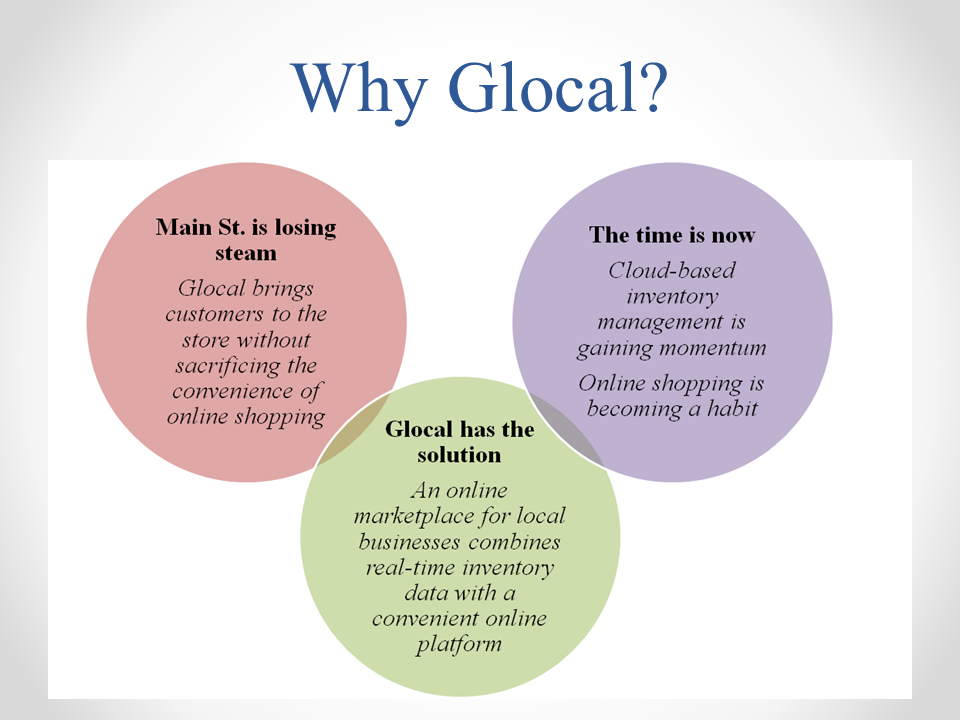 Why Glocal?
Main St. is losing
steam
Glocal brings
customers to the
store without
sacrificing the
convenience of
online shopping
The time is now
Cloud-based
inventory
management is
gaining momentum
Online shopping is
becoming a habit
Glocal has the
solution
An online
marketplace for local
businesses combines
real-time inventory
data with a
convenient online
platform